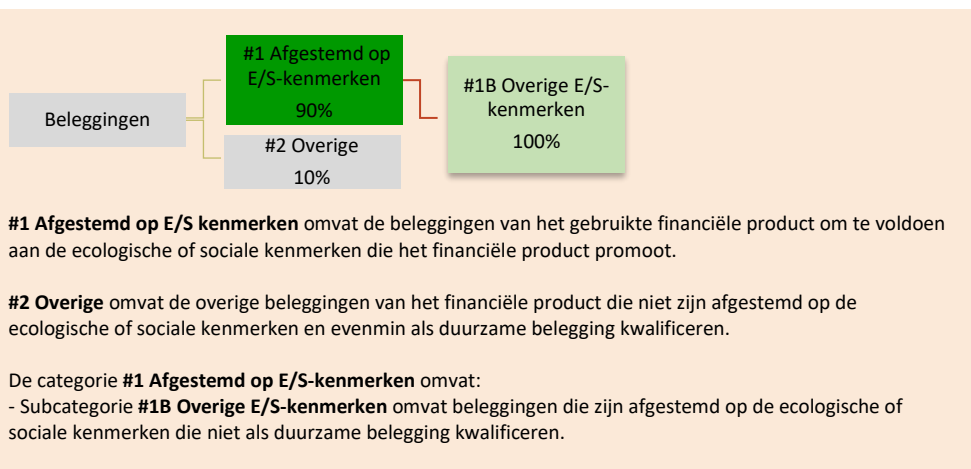 #1 Afgestemd op
E/S-kenmerken
90%
#1B Overige E/S-
kenmerken
100%
Beleggingen
#2 Overige
10%
#1 Afgestemd op E/S kenmerken omvat de beleggingen van het gebruikte financiële product om te voldoen
aan de ecologische of sociale kenmerken die het financiële product promoot.
#2 Overige omvat de overige beleggingen van het financiële product die niet zijn afgestemd op de
ecologische of sociale kenmerken en evenmin als duurzame belegging kwalificeren.
De categorie #1 Afgestemd op E/S-kenmerken omvat:
- Subcategorie #1B Overige E/S-kenmerken omvat beleggingen die zijn afgestemd op de ecologische of
sociale kenmerken die niet als duurzame belegging kwalificeren.